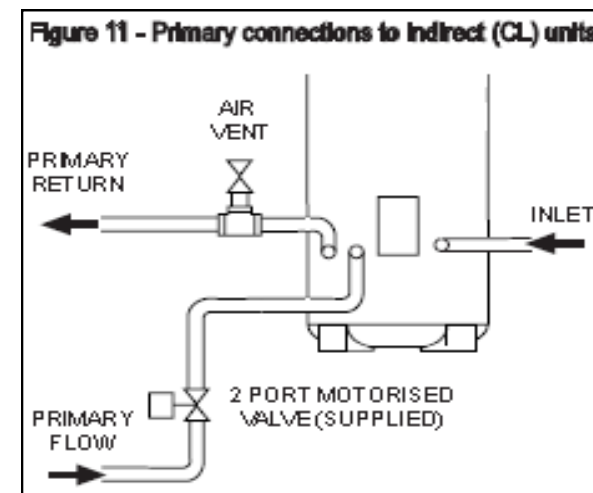 Figure 11 - Primary connections to Indirect (CL) units
AIR
VENT
PRIMARY
RETURN
INLET
2 PORT MOTORISED
VALVE (SUPPLIED)
PRIMARY
FLOW